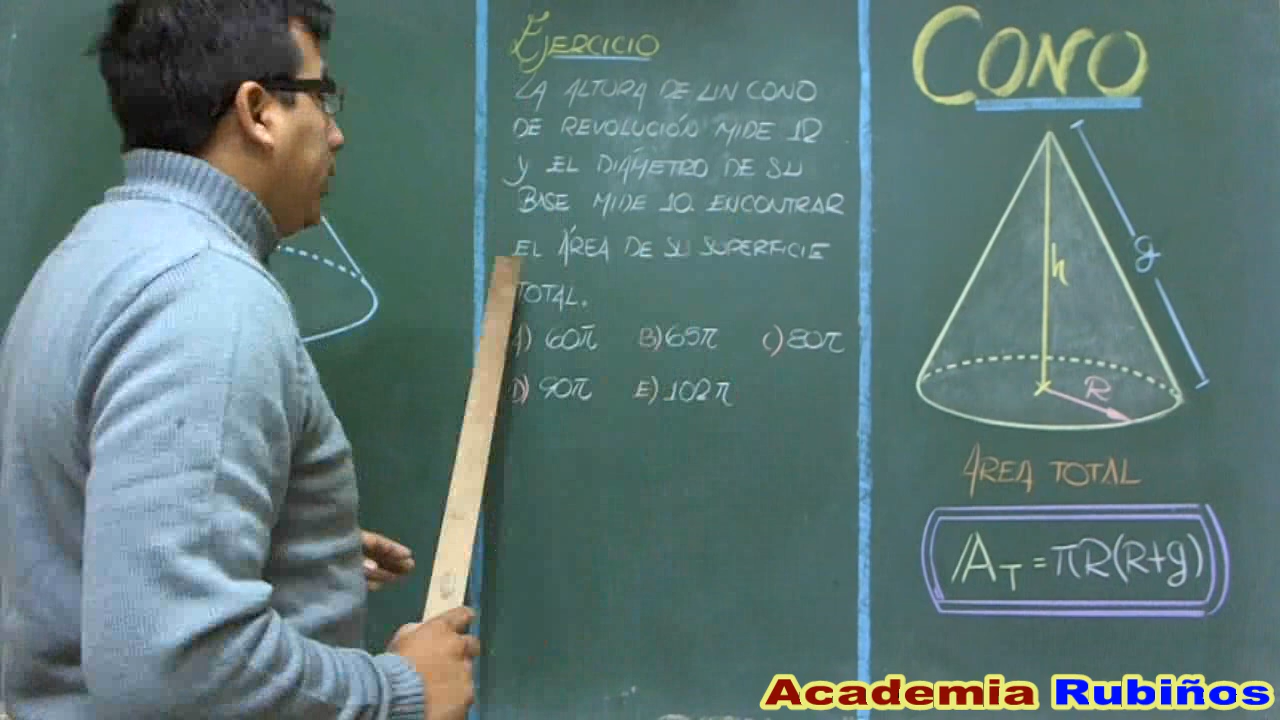 EJERCICIO
LA ALTURA DE UN CONO
DE REVOLUCIÓN MIDE 12
Y EL DIÁMETRO DE SU
BASE MIDE 10. ENCONTRAR
EL ÁREA DE SU SUPERFICIE
TOTAL.
A) 60π B) 65π C) 80π
D) 90π E) 102π
CONO
g
h
R
ÁREA TOTAL
A_T = πR(R+g)
Academia Rubiños